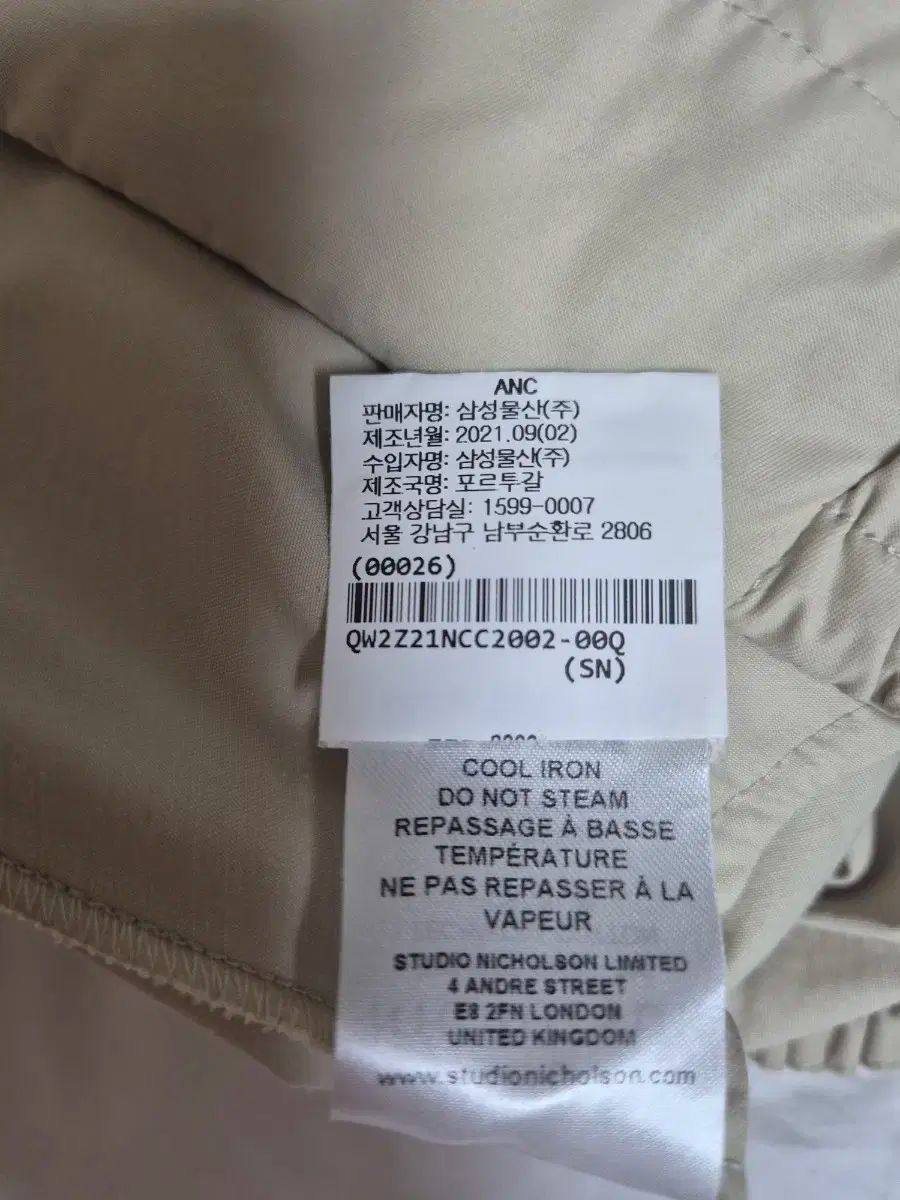 ANC
판매자명: 삼성물산(주)
제조년월: 2021.09(02)
수입자명: 삼성물산(주)
제조국명: 포르투갈
고객상담실: 1599-0007
서울 강남구 남부순환로 2806
(00026)
QW2Z21NCC2002-00Q
(SN)
COOL IRON
DO NOT STEAM
REPASSAGE À BASSE
TEMPÉRATURE
NE PAS REPASSER À LA
VAPEUR
STUDIO NICHOLSON LIMITED
4 ANDRE STREET
E8 2FN LONDON
UNITED KINGDOM
www.studionicholson.com